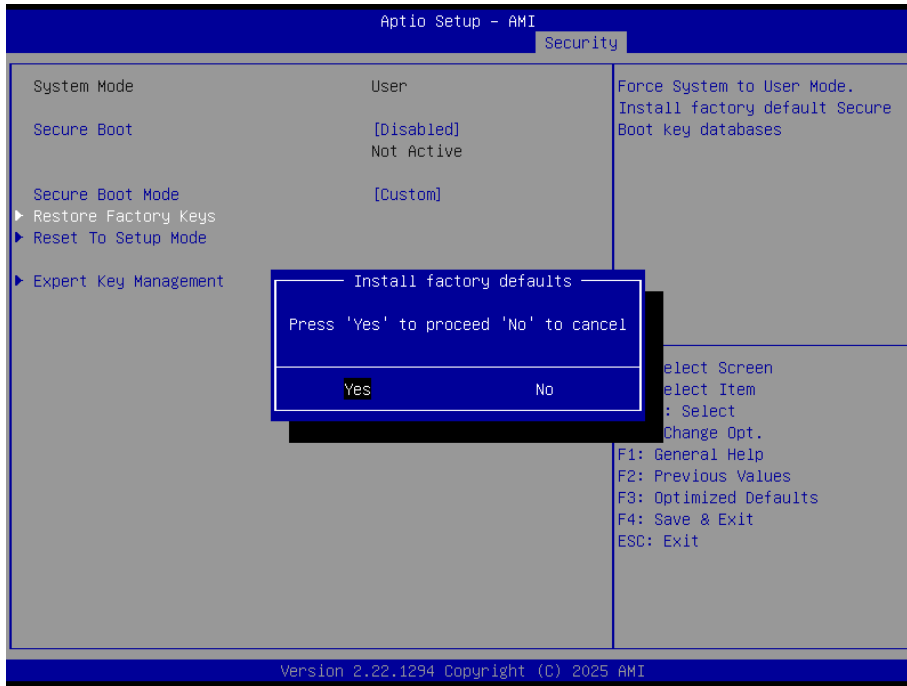 Aptio Setup – AMI
Security
System Mode User
Secure Boot [Disabled]
Not Active
Secure Boot Mode [Custom]
Restore Factory Keys
Reset To Setup Mode
Expert Key Management
Force System to User Mode.
Install factory default Secure
Boot key databases
Install factory defaults
Press 'Yes' to proceed 'No' to cancel
Yes No
elect Screen
elect Item
: Select
Change Opt.
F1: General Help
F2: Previous Values
F3: Optimized Defaults
F4: Save & Exit
ESC: Exit
Version 2.22.1294 Copyright (C) 2025 AMI